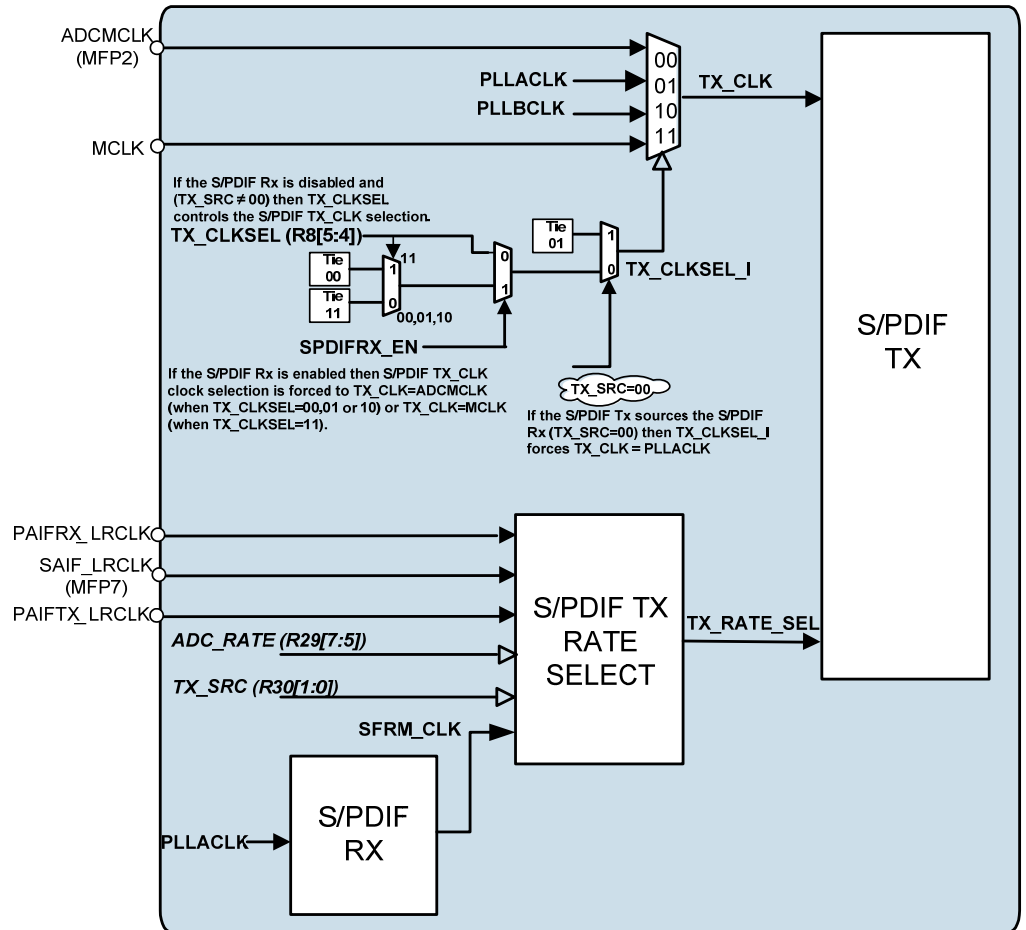 ADCMCLK
(MFP2)
00
01
10
11
PLLACLK
PLLBCLK
TX_CLK
MCLK
If the S/PDIF Rx is disabled and
(TX_SRC ≠ 00) then TX_CLKSEL
controls the S/PDIF TX_CLK selection.
TX_CLKSEL (R8[5:4])
Tie
00
Tie
11
1
0
11
00,01,10
0
1
Tie
01
1
0
TX_CLKSEL_I
SPDIFRX_EN
If the S/PDIF Rx is enabled then S/PDIF TX_CLK
clock selection is forced to TX_CLK=ADCMCLK
(when TX_CLKSEL=00,01 or 10) or TX_CLK=MCLK
(when TX_CLKSEL=11).
TX_SRC=00
If the S/PDIF Tx sources the S/PDIF
Rx (TX_SRC=00) then TX_CLKSEL_I
forces TX_CLK = PLLACLK
S/PDIF
TX
PAIFRX_LRCLK
SAIF_LRCLK
(MFP7)
PAIFTX_LRCLK
ADC_RATE (R29[7:5])
TX_SRC (R30[1:0])
SFRM_CLK
S/PDIF TX
RATE
SELECT
TX_RATE_SEL
PLLACLK
S/PDIF
RX